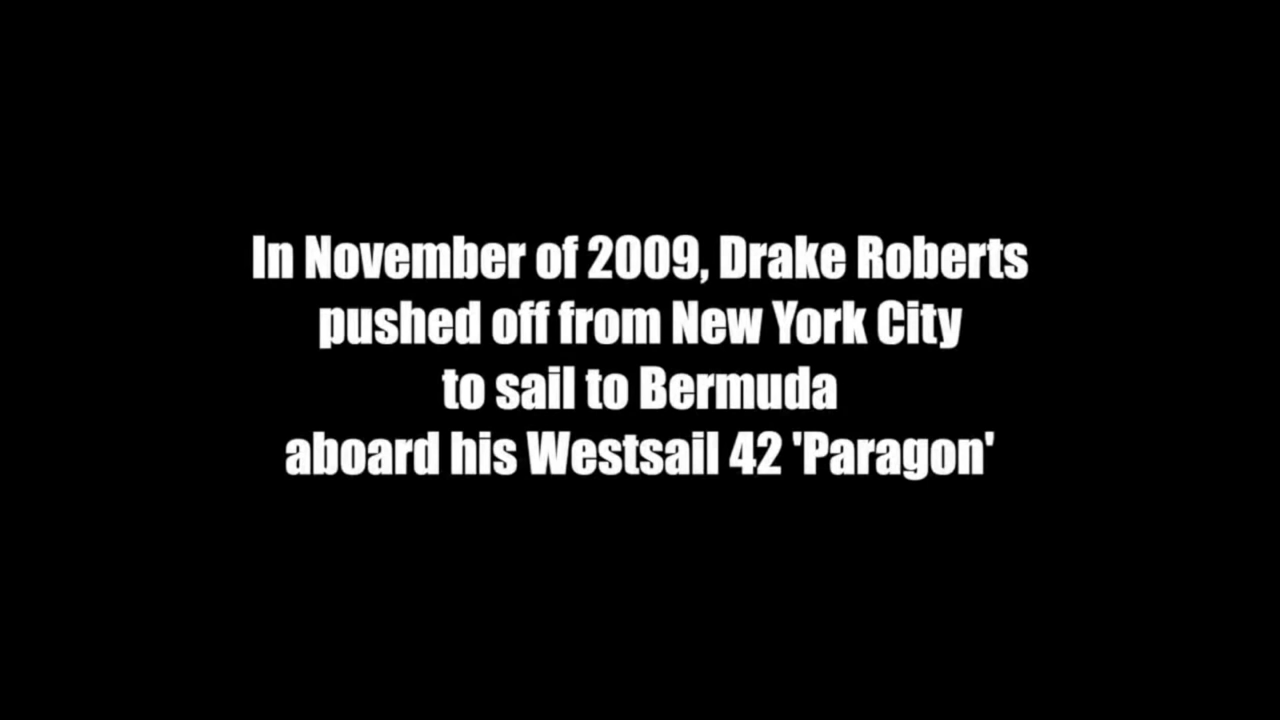 In November of 2009, Drake Roberts
pushed off from New York City
to sail to Bermuda
aboard his Westsail 42 'Paragon'